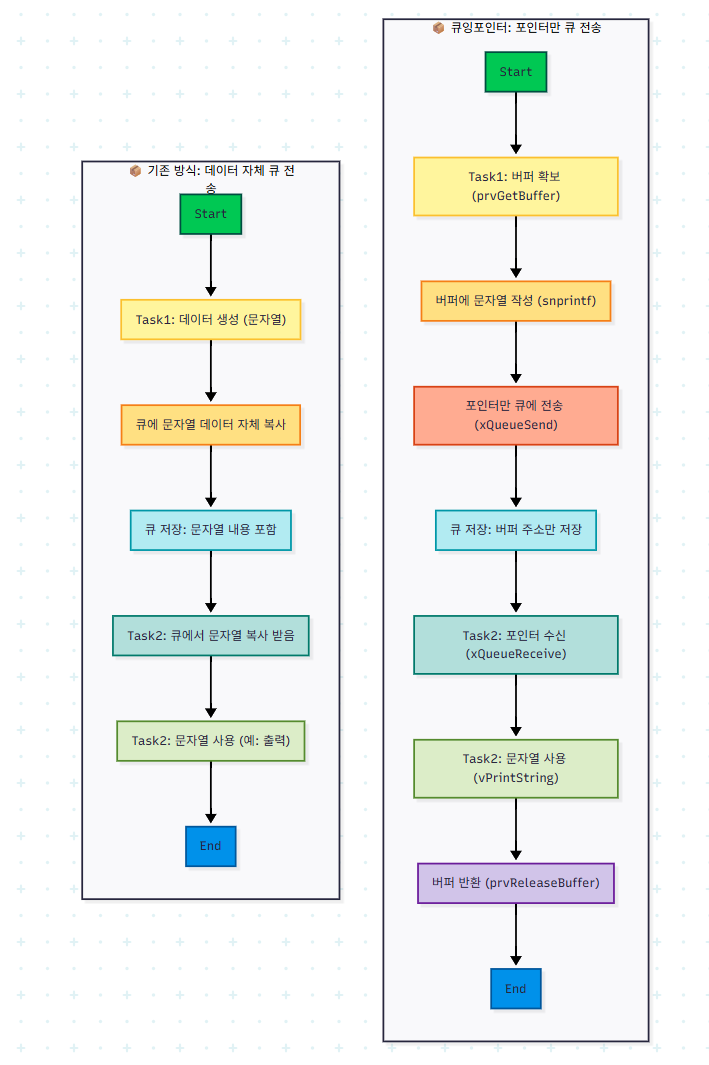 📦 기존 방식: 데이터 자체 큐 전
송
Start
Task1: 데이터 생성 (문자열)
큐에 문자열 데이터 자체 복사
큐 저장: 문자열 내용 포함
Task2: 큐에서 문자열 복사 받음
Task2: 문자열 사용 (예: 출력)
End
📦 큐잉포인터: 포인터만 큐 전송
Start
Task1: 버퍼 확보
(prvGetBuffer)
버퍼에 문자열 작성 (snprintf)
포인터만 큐에 전송
(xQueueSend)
큐 저장: 버퍼 주소만 저장
Task2: 포인터 수신
(xQueueReceive)
Task2: 문자열 사용
(vPrintString)
버퍼 반환 (prvReleaseBuffer)
End